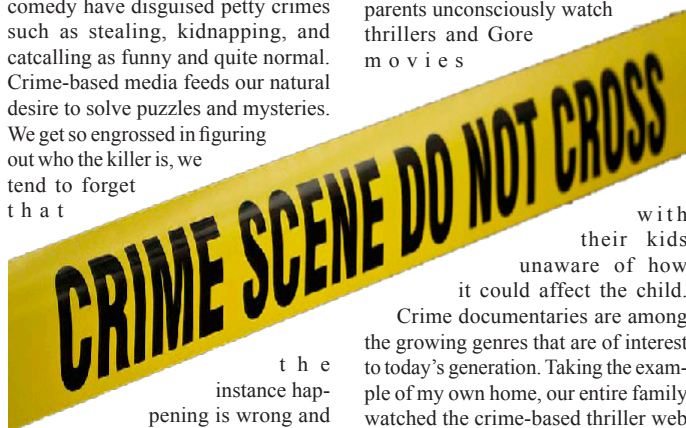 comedy have disguised petty crimes
such as stealing, kidnapping, and
catcalling as funny and quite normal.
Crime-based media feeds our natural
desire to solve puzzles and mysteries.
We get so engrossed in figuring
out who the killer is, we
tend to forget
that
the
instance hap-
pening is wrong and
parents unconsciously watch
thrillers and Gore
movies
with
their kids
unaware of how
it could affect the child.
Crime documentaries are among
the growing genres that are of interest
to today's generation. Taking the exam-
ple of my own home, our entire family
watched the crime-based thriller web
CRIME SCENE DO NOT CROSS